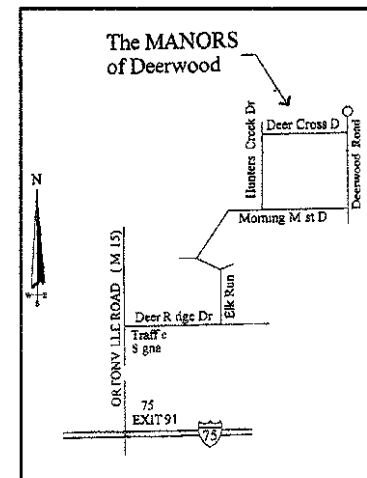 The MANORS
of Deerwood
Hunters Creek Dr
Deer Cross D
Deerwood Road
Morning M st D
N
W E
S
ORTONV LLE ROAD (M 15)
Elk Run
Deer R dge Dr
Traff c
S gna
75
EXIT 91
75